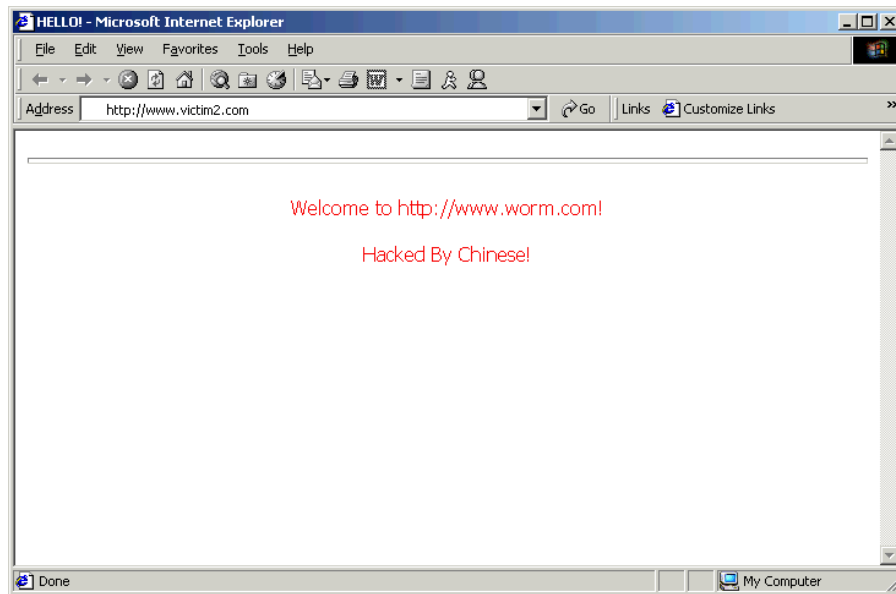 HELLO! - Microsoft Internet Explorer
File Edit View Favorites Tools Help
Address http://www.victim2.com Go Links Customize Links »
Welcome to http://www.worm.com!
Hacked By Chinese!
Done My Computer